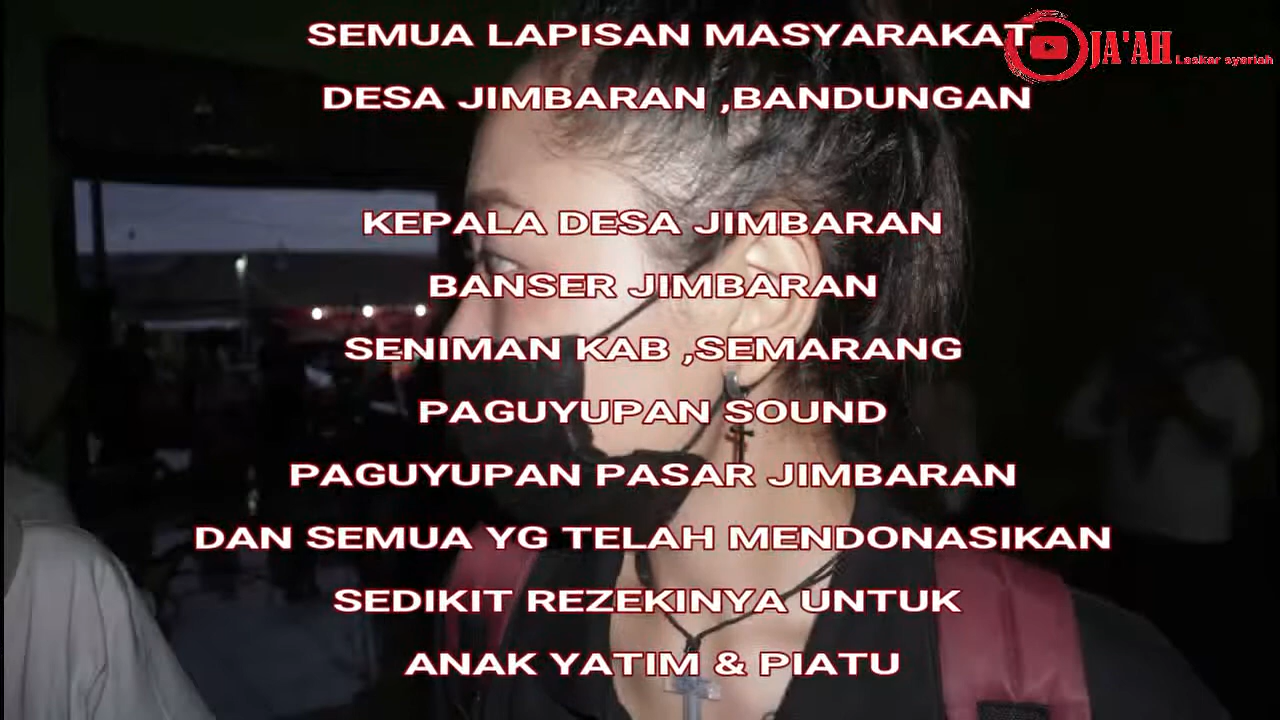 SEMUA LAPISAN MASYARAKAT
JA'AH Laskar syariah
DESA JIMBARAN ,BANDUNGAN
KEPALA DESA JIMBARAN
BANSER JIMBARAN
SENIMAN KAB ,SEMARANG
PAGUYUPAN SOUND
PAGUYUPAN PASAR JIMBARAN
DAN SEMUA YG TELAH MENDONASIKAN
SEDIKIT REZEKINYA UNTUK
ANAK YATIM & PIATU